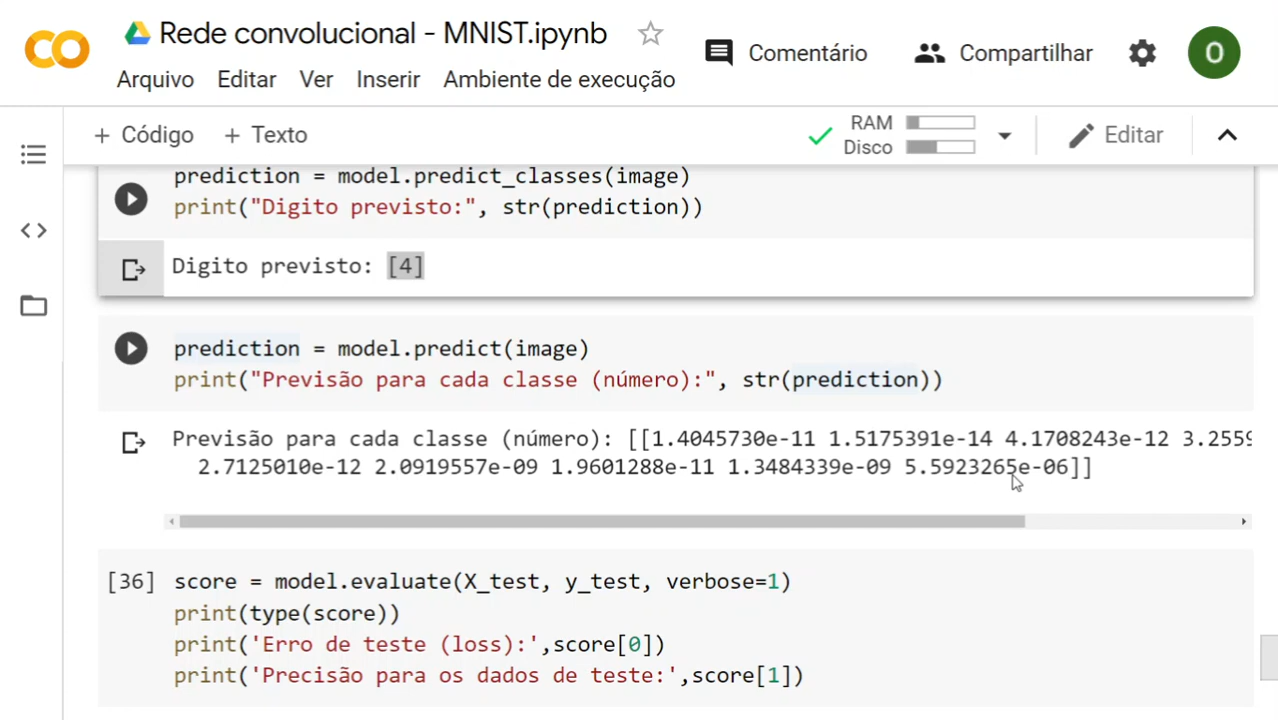 Rede convolucional - MNIST.ipynb
Comentário
Compartilhar
O
Arquivo Editar Ver Inserir Ambiente de execução
+ Código + Texto
RAM
Disco
Editar
prediction = model.predict_classes(image)
print("Digito previsto:", str(prediction))
Digito previsto: [4]
prediction = model.predict(image)
print("Previsão para cada classe (número):", str(prediction))
Previsão para cada classe (número): [[1.4045730e-11 1.5175391e-14 4.1708243e-12 3.2559
2.7125010e-12 2.0919557e-09 1.9601288e-11 1.3484339e-09 5.5923265e-06]]
[36] score = model.evaluate(X_test, y_test, verbose=1)
print(type(score))
print('Erro de teste (loss):',score[0])
print('Precisão para os dados de teste:',score[1])